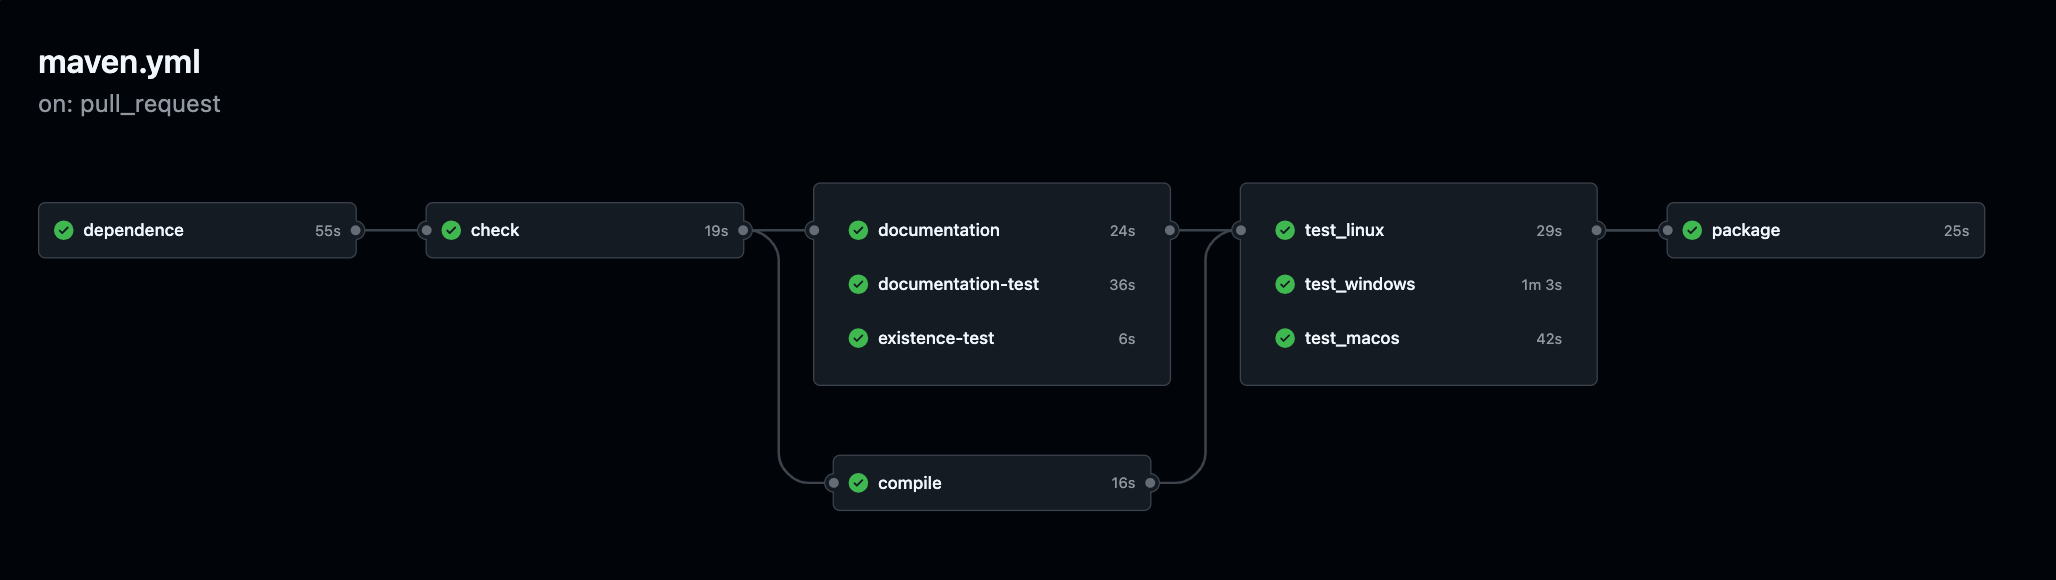 maven.yml
on: pull_request
dependence 55s
check 19s
documentation 24s
documentation-test 36s
existence-test 6s
compile 16s
test_linux 29s
test_windows 1m 3s
test_macos 42s
package 25s